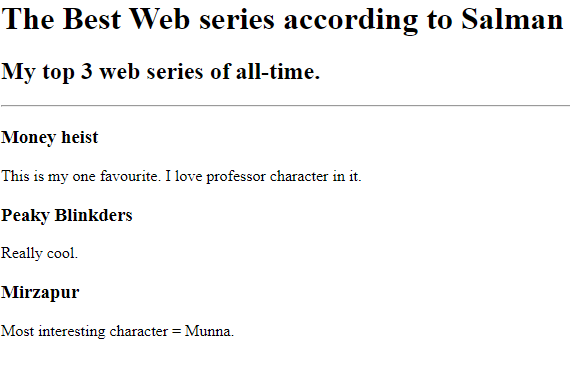 The Best Web series according to Salman
My top 3 web series of all-time.
Money heist
This is my one favourite. I love professor character in it.
Peaky Blinkders
Really cool.
Mirzapur
Most interesting character = Munna.